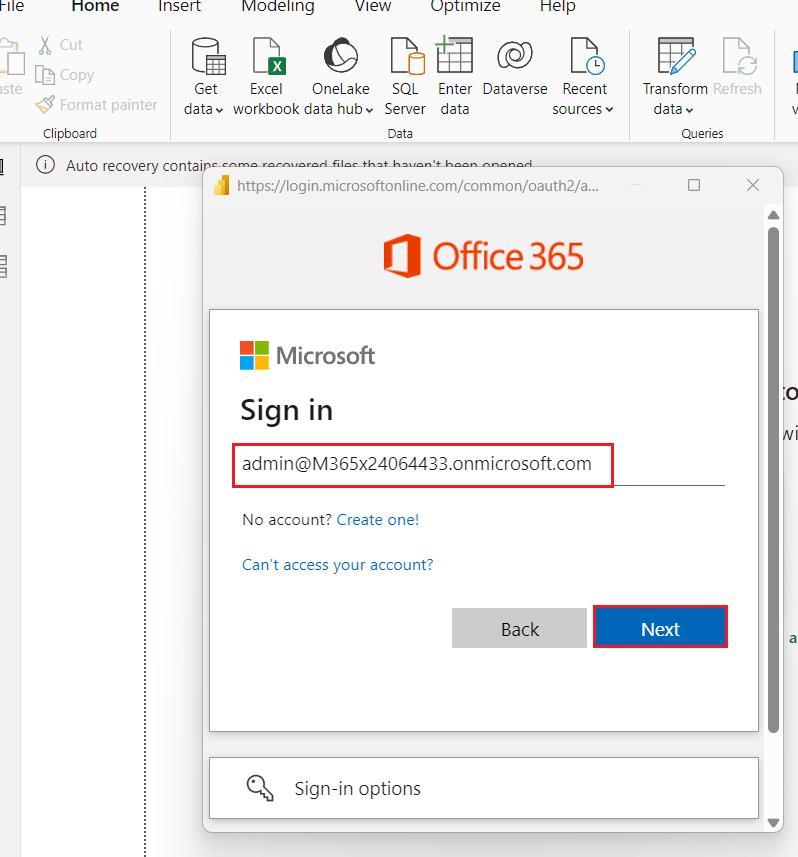 File Home Insert Modeling View Optimize Help
Cut
Copy
Format painter
Clipboard
Get data
Excel workbook
OneLake data hub
SQL Server
Enter data
Dataverse
Recent sources
Data
Transform data
Refresh
Queries
Auto recovery contains some recovered files that haven't been opened
https://login.microsoftonline.com/common/oauth2/a...
Office 365
Microsoft
Sign in
admin@M365x24064433.onmicrosoft.com
No account? Create one!
Can't access your account?
Back
Next
Sign-in options